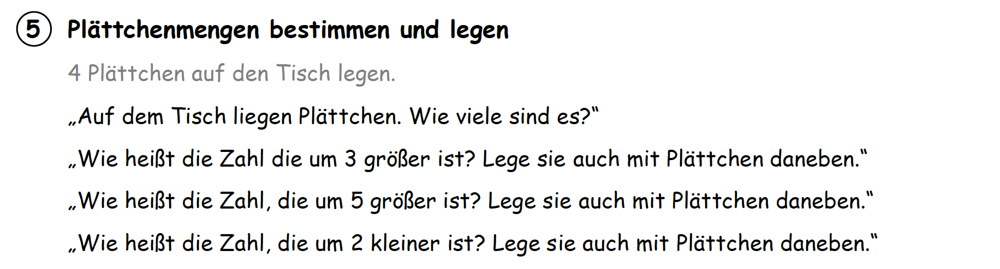 5 Plättchenmengen bestimmen und legen
4 Plättchen auf den Tisch legen.
„Auf dem Tisch liegen Plättchen. Wie viele sind es?“
„Wie heißt die Zahl die um 3 größer ist? Lege sie auch mit Plättchen daneben.“
„Wie heißt die Zahl, die um 5 größer ist? Lege sie auch mit Plättchen daneben.“
„Wie heißt die Zahl, die um 2 kleiner ist? Lege sie auch mit Plättchen daneben.“